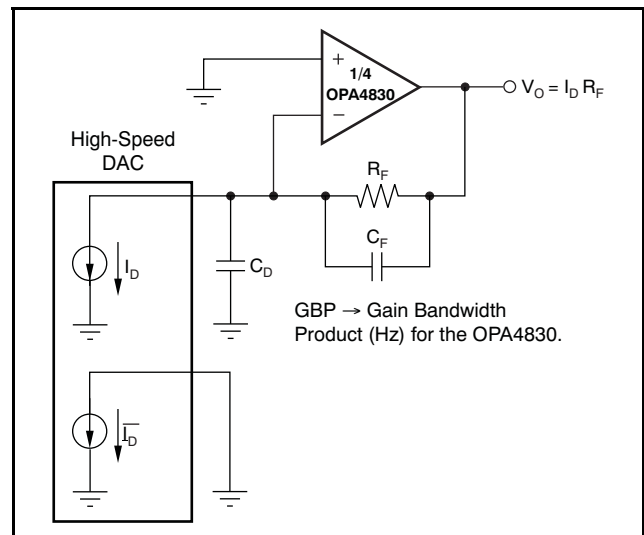 +
1/4
OPA4830
−
V_O = I_D R_F
High-Speed
DAC
R_F
C_F
I_D
C_D
GBP → Gain Bandwidth
Product (Hz) for the OPA4830.
I̅_D̅